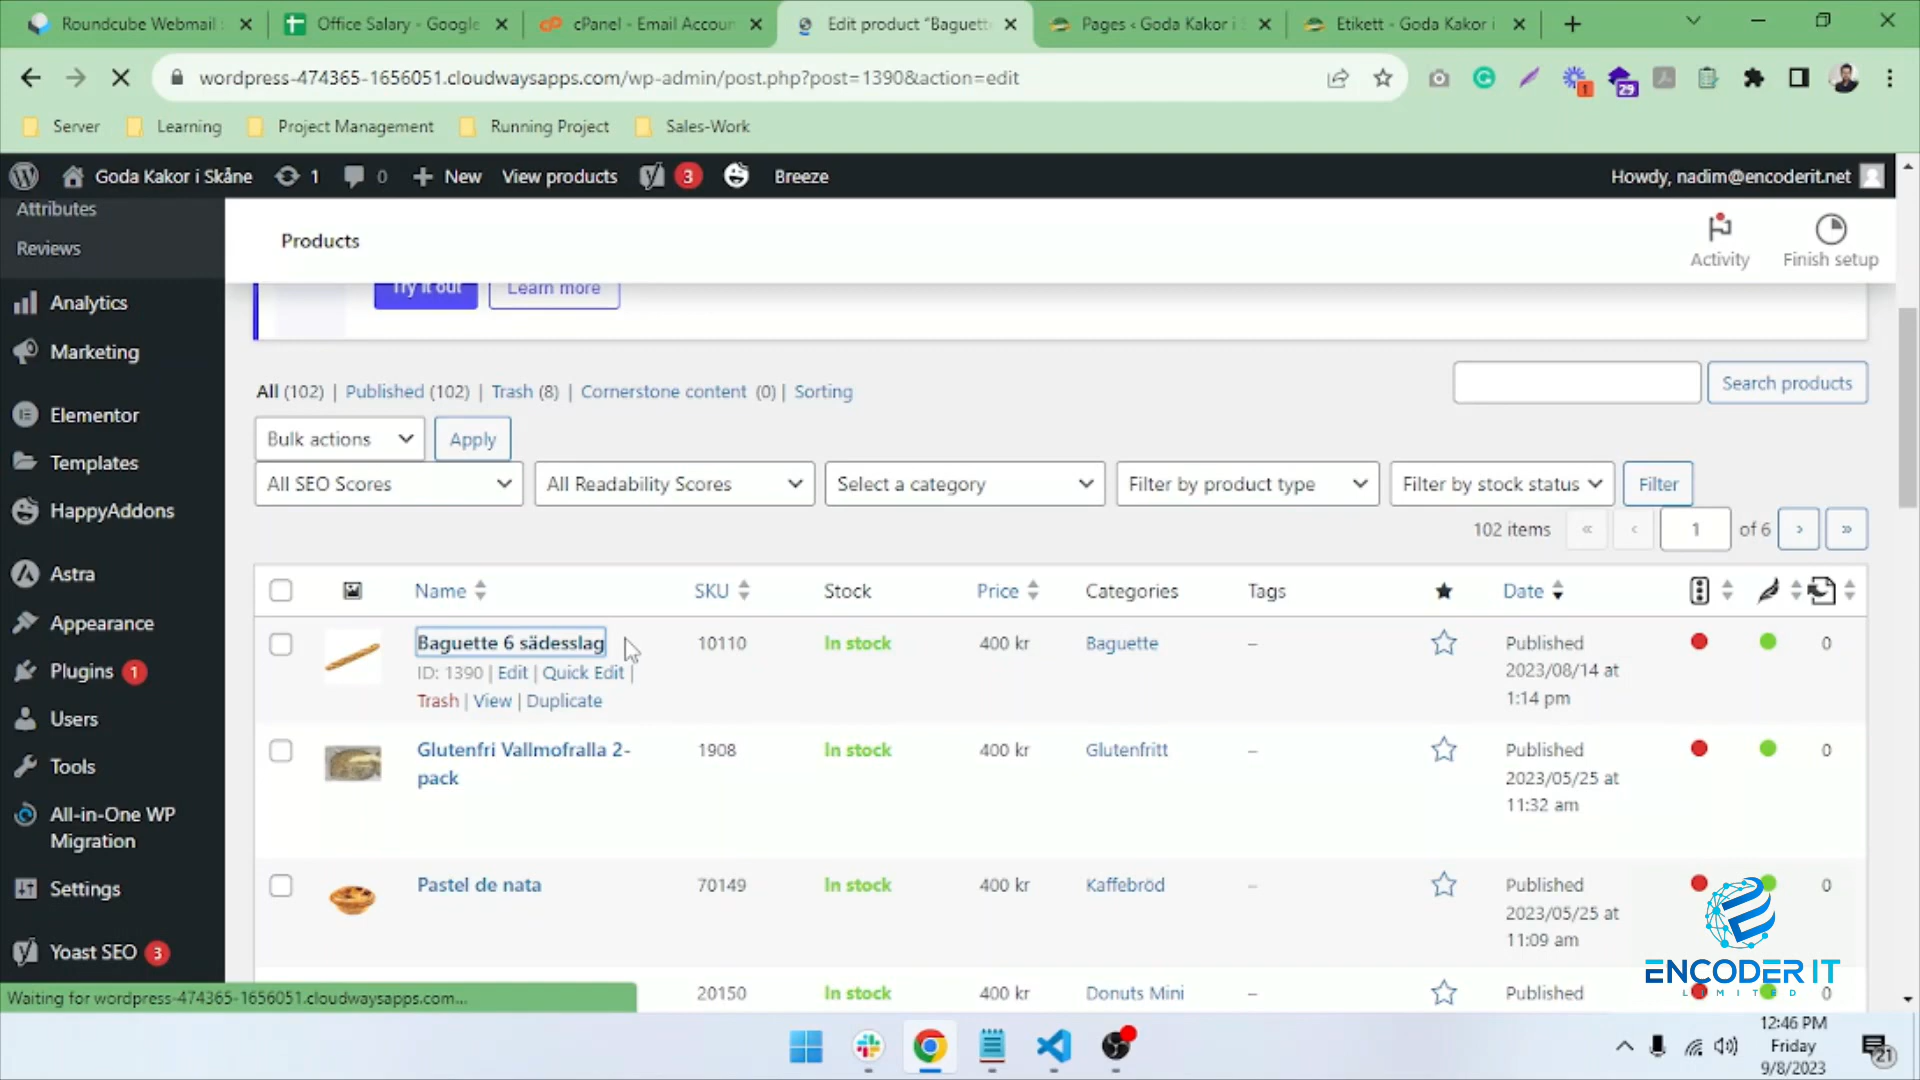 Roundcube Webmail
Office Salary - Google
cPanel - Email Accoun
Edit product "Baguette
Pages ‹ Goda Kakor i S
Etikett - Goda Kakor i
wordpress-474365-1656051.cloudwaysapps.com/wp-admin/post.php?post=1390&action=edit
1
29
Server
Learning
Project Management
Running Project
Sales-Work
Goda Kakor i Skåne
1
0
New
View products
3
Breeze
Howdy, nadim@encoderit.net
Attributes
Reviews
Analytics
Marketing
Elementor
Templates
HappyAddons
Astra
Appearance
Plugins 1
Users
Tools
All-in-One WP
Migration
Settings
Yoast SEO 3
Products
Activity
Finish setup
Try it out
Learn more
All (102) | Published (102) | Trash (8) | Cornerstone content (0) | Sorting
Search products
Bulk actions
Apply
All SEO Scores
All Readability Scores
Select a category
Filter by product type
Filter by stock status
Filter
102 items
«
‹
1
of 6
›
»
Name
SKU
Stock
Price
Categories
Tags
Date
Baguette 6 sädesslag
ID: 1390 | Edit | Quick Edit |
Trash | View | Duplicate
10110
In stock
400 kr
Baguette
–
Published
2023/08/14 at
1:14 pm
0
Glutenfri Vallmofralla 2-
pack
1908
In stock
400 kr
Glutenfritt
–
Published
2023/05/25 at
11:32 am
0
Pastel de nata
70149
In stock
400 kr
Kaffebröd
–
Published
2023/05/25 at
11:09 am
0
20150
In stock
400 kr
Donuts Mini
–
Published
0
ENCODER IT
LIMITED
Waiting for wordpress-474365-1656051.cloudwaysapps.com...
12:46 PM
Friday
9/8/2023
21